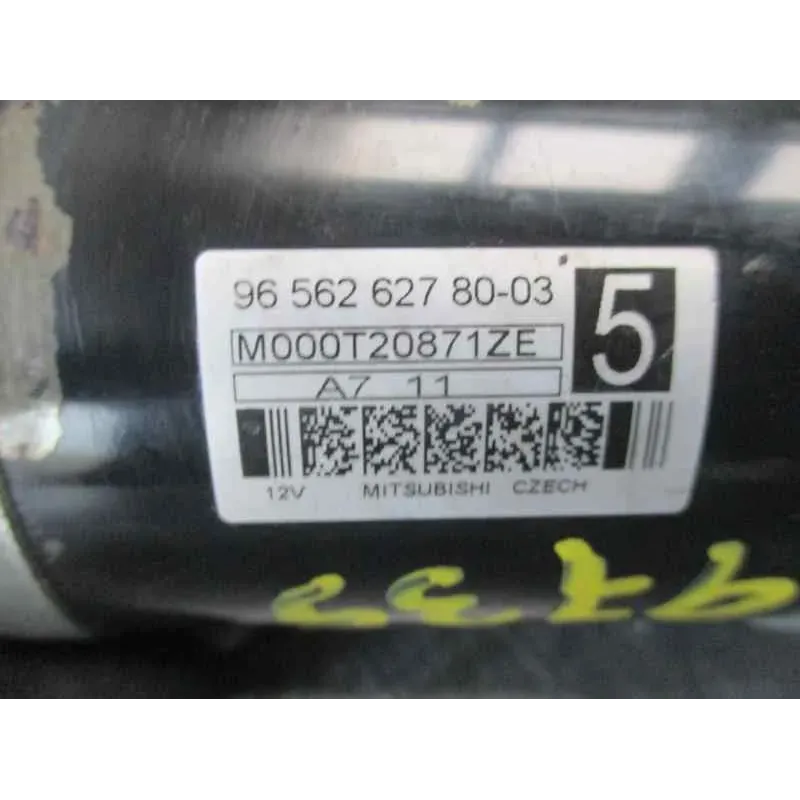 96 562 627 80-03
5
M000T20871ZE
A7 11
12V MITSUBISHI CZECH